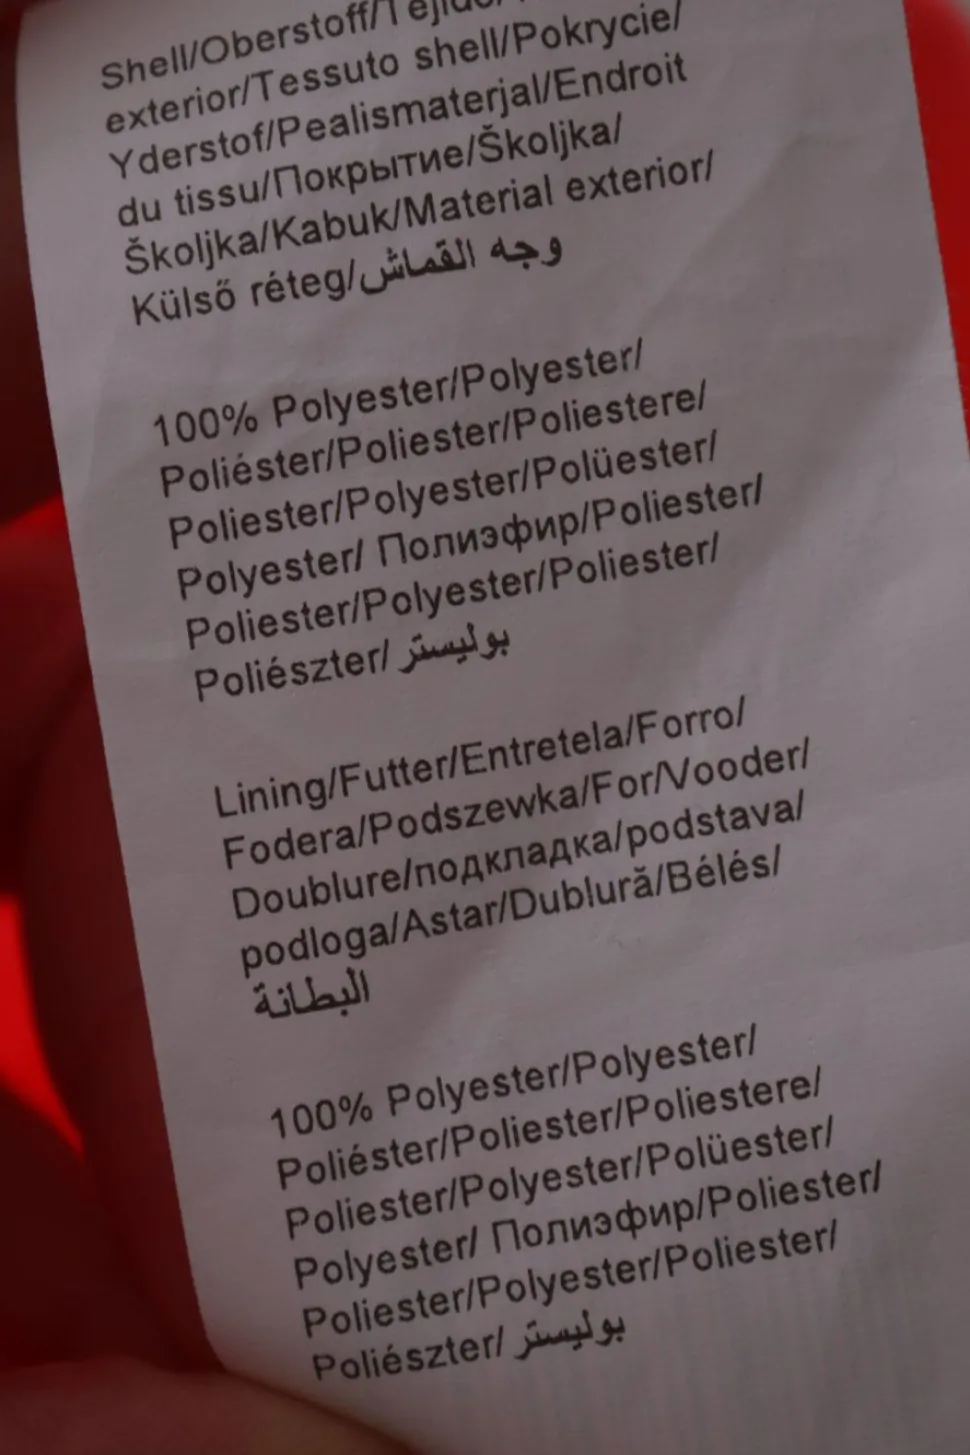 Shell/Oberstoff/Tejido/
exterior/Tessuto shell/Pokrycie/
Yderstof/Pealismaterjal/Endroit
du tissu/Покрытие/Školjka/
Školjka/Kabuk/Material exterior/
Külső réteg/وجه القماش
100% Polyester/Polyester/
Poliéster/Poliester/Poliestere/
Poliester/Polyester/Polüester/
Polyester/ Полиэфир/Poliester/
Poliester/Polyester/Poliester/
Poliészter/ بوليستر
Lining/Futter/Entretela/Forro/
Fodera/Podszewka/For/Vooder/
Doublure/подкладка/podstava/
podloga/Astar/Dublură/Bélés/
البطانة
100% Polyester/Polyester/
Poliéster/Poliester/Poliestere/
Poliester/Polyester/Polüester/
Polyester/ Полиэфир/Poliester/
Poliester/Polyester/Poliester/
Poliészter/ بوليستر